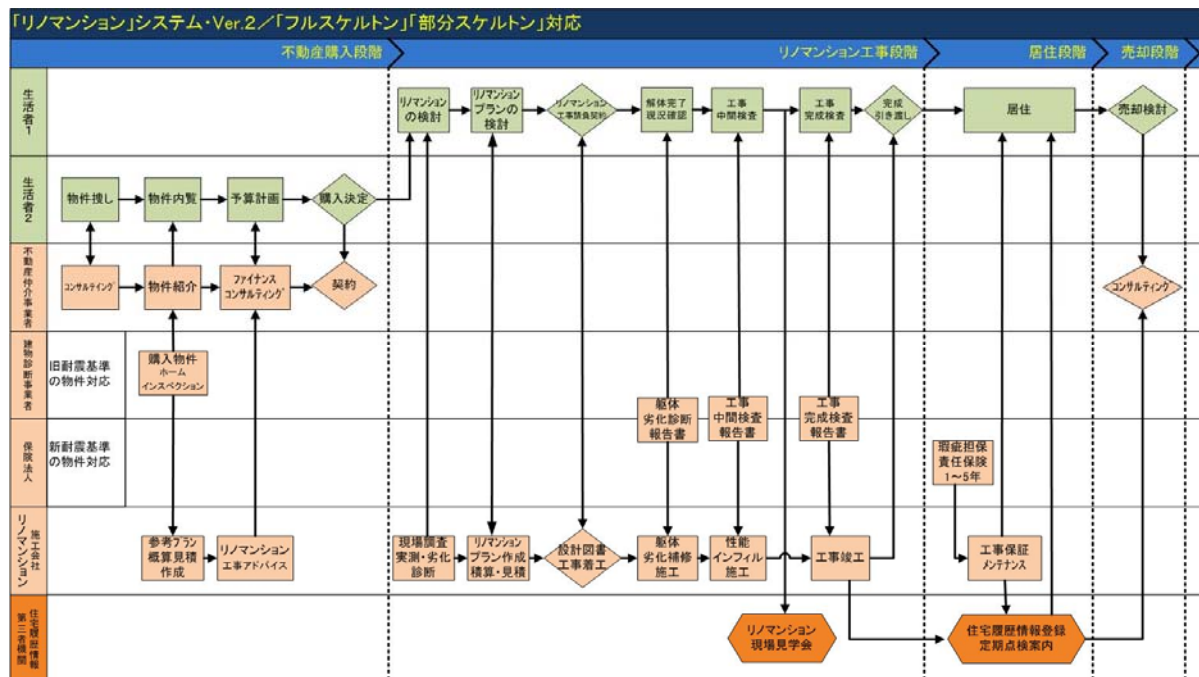 「リノマンション」システム・Ver.2／「フルスケルトン」「部分スケルトン」対応
不動産購入段階
リノマンション工事段階
居住段階
売却段階
生活者1
リノマンション
の検討
リノマンション
プランの
検討
リノマンション
工事請負契約
解体完了
現況確認
工事
中間検査
工事
完成検査
完成
引き渡し
居住
売却検討
生活者2
物件捜し
物件内覧
予算計画
購入決定
不動産仲介事業者
コンサルティング
物件紹介
ファイナンス
コンサルティング
契約
コンサルティング
建物診断事業者
旧耐震基準
の物件対応
購入物件
ホーム
インスペクション
躯体
劣化診断
報告書
工事
中間検査
報告書
工事
完成検査
報告書
保険法人
新耐震基準
の物件対応
瑕疵担保
責任保険
1～5年
リノマンション
施工会社
参考プラン
概算見積
作成
リノマンション
工事アドバイス
現場調査
実測・劣化
診断
リノマンション
プラン作成
積算・見積
設計図書
工事着工
躯体
劣化補修
施工
性能
インフィル
施工
工事竣工
工事保証
メンテナンス
住宅履歴情報
第三者機関
リノマンション
現場見学会
住宅履歴情報登録
定期点検案内